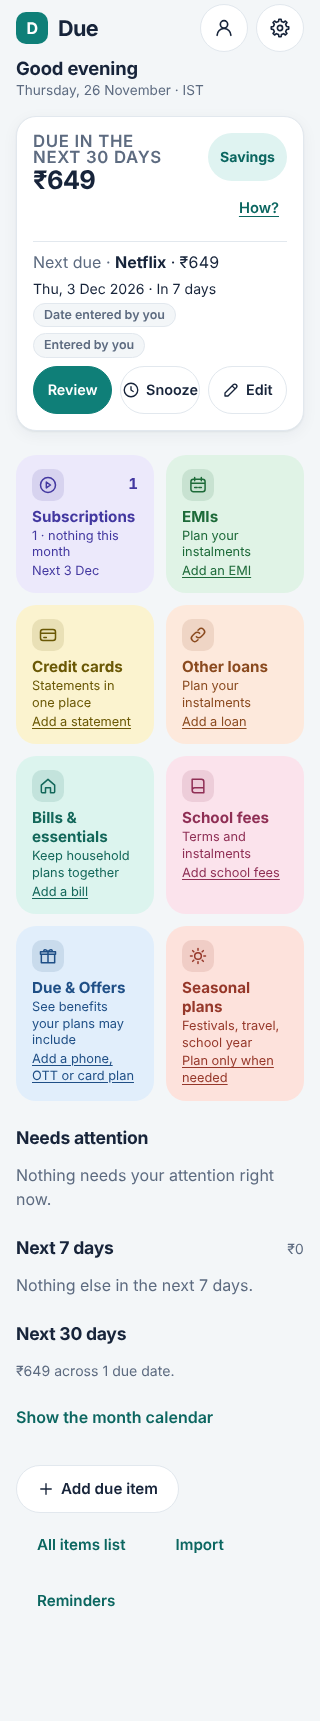 D Due
Good evening
Thursday, 26 November · IST
DUE IN THE
NEXT 30 DAYS
₹649
Savings
How?
Next due · Netflix · ₹649
Thu, 3 Dec 2026 · In 7 days
Date entered by you
Entered by you
Review
Snooze
Edit
1
Subscriptions
1 · nothing this
month
Next 3 Dec
EMIs
Plan your
instalments
Add an EMI
Credit cards
Statements in
one place
Add a statement
Other loans
Plan your
instalments
Add a loan
Bills &
essentials
Keep household
plans together
Add a bill
School fees
Terms and
instalments
Add school fees
Due & Offers
See benefits
your plans may
include
Add a phone,
OTT or card plan
Seasonal
plans
Festivals, travel,
school year
Plan only when
needed
Needs attention
Nothing needs your attention right
now.
Next 7 days
₹0
Nothing else in the next 7 days.
Next 30 days
₹649 across 1 due date.
Show the month calendar
Add due item
All items list
Import
Reminders